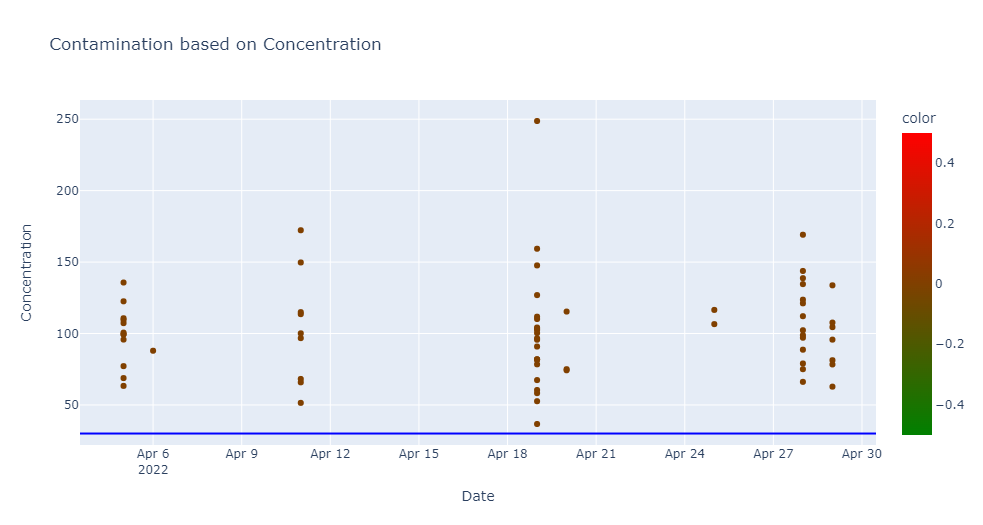 Contamination based on Concentration
color
250
200
150
100
50
Concentration
0.4
0.2
0
−0.2
−0.4
Apr 6
2022
Apr 9
Apr 12
Apr 15
Apr 18
Apr 21
Apr 24
Apr 27
Apr 30
Date